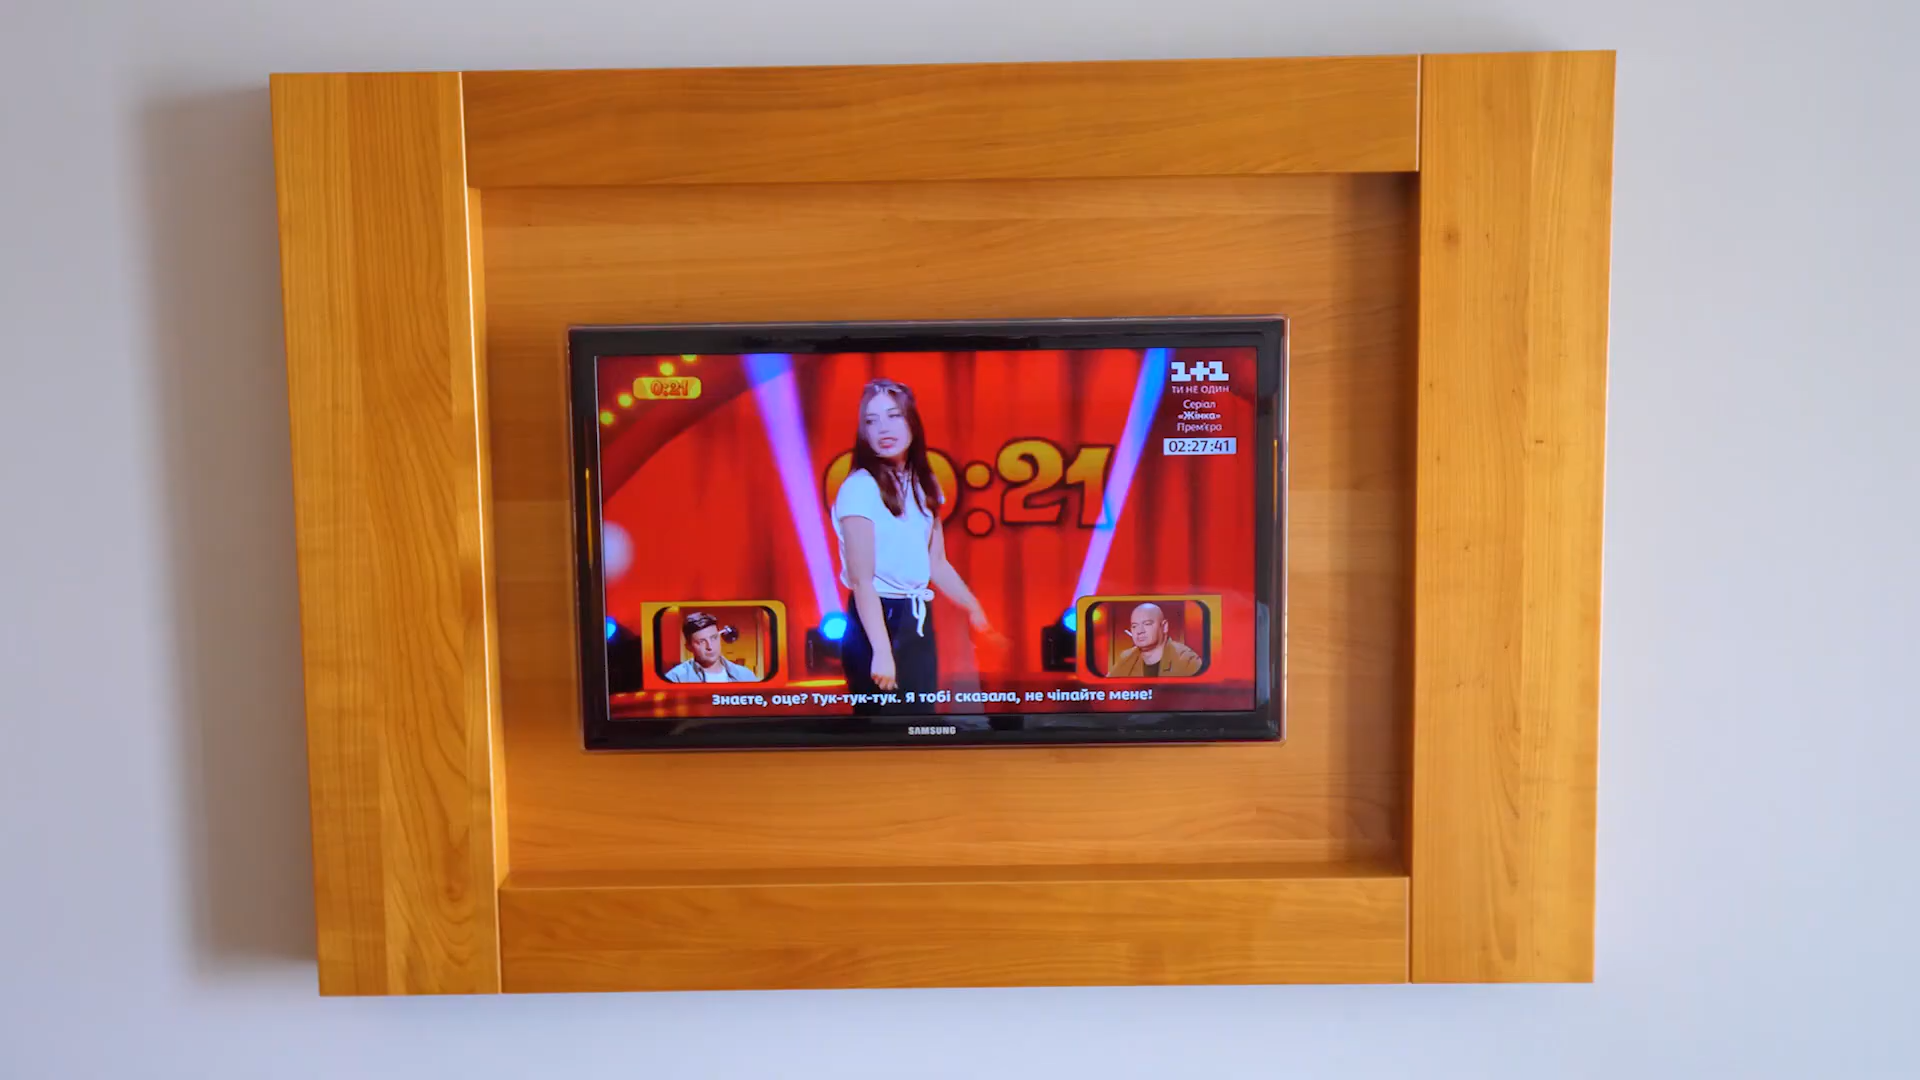 0:21
1+1
ТИ НЕ ОДИН
Серіал
«Жінка»
Прем'єра
02:27:41
0:21
Знаєте, оце? Тук-тук-тук. Я тобі сказала, не чіпайте мене!
SAMSUNG